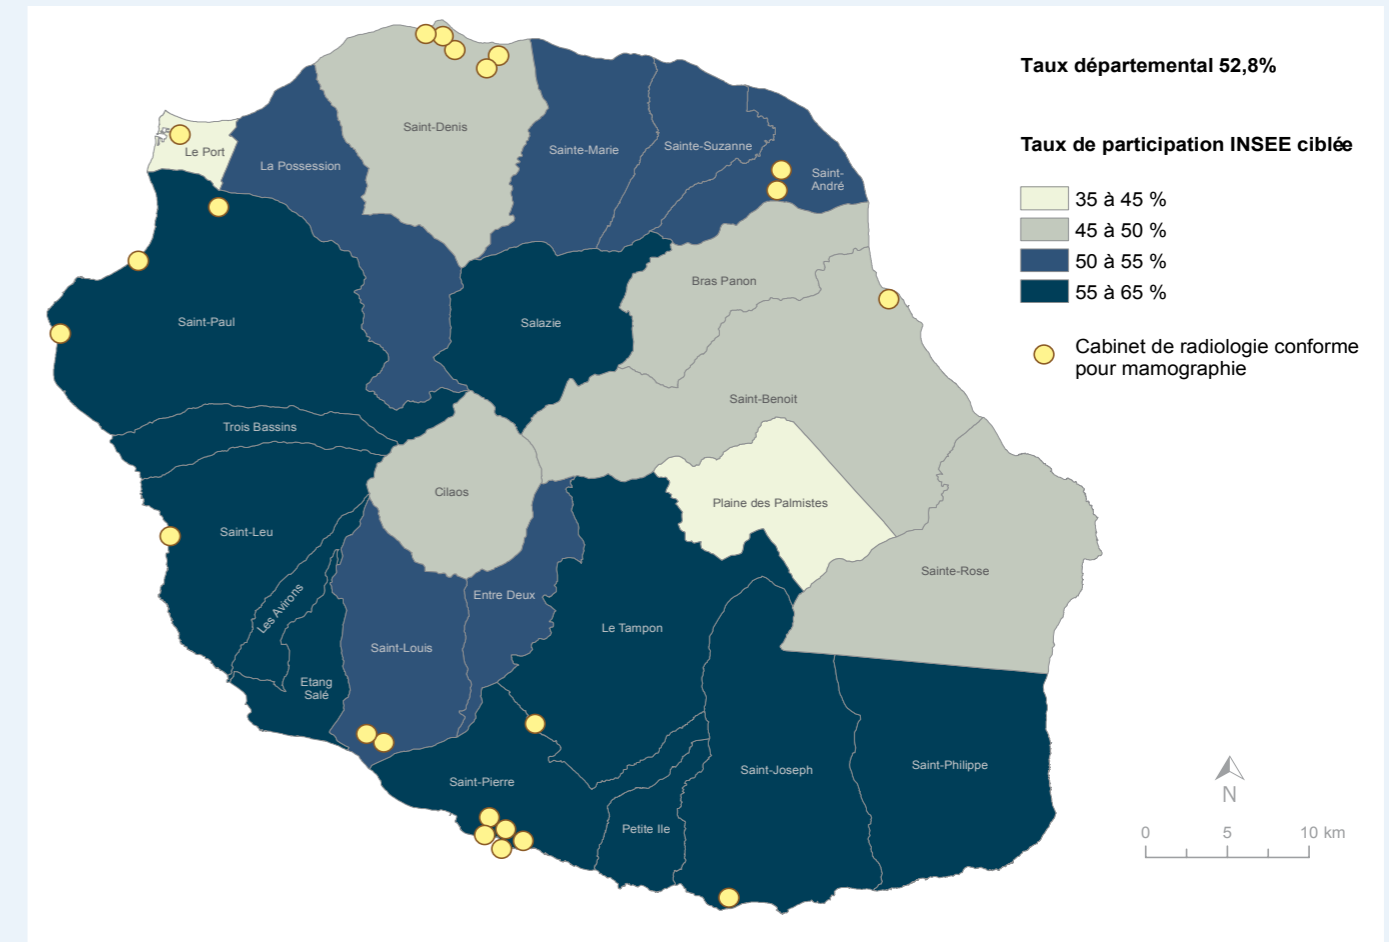 Taux départemental 52,8%
Taux de participation INSEE ciblée
35 à 45 %
45 à 50 %
50 à 55 %
55 à 65 %
Cabinet de radiologie conforme
pour mamographie
Saint-Denis
Le Port
La Possession
Sainte-Marie
Sainte-Suzanne
Saint-
André
Bras Panon
Saint-Paul
Salazie
Saint-Benoit
Trois Bassins
Cilaos
Plaine des Palmistes
Saint-Leu
Sainte-Rose
Les Avirons
Entre Deux
Le Tampon
Saint-Louis
Etang
Salé
Saint-Pierre
Saint-Joseph
Saint-Philippe
Petite Ile
N
0 5 10 km